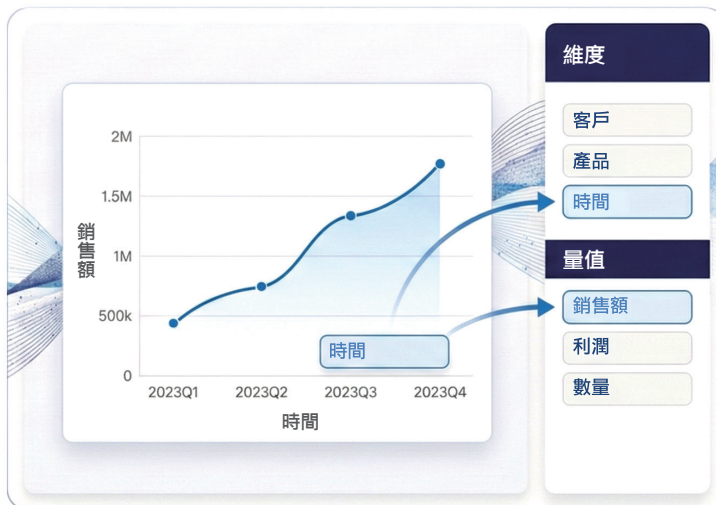 2M
1.5M
1M
500k
0
銷售額
2023Q1 2023Q2 2023Q3 2023Q4
時間
時間
維度
客戶
產品
時間
量值
銷售額
利潤
數量